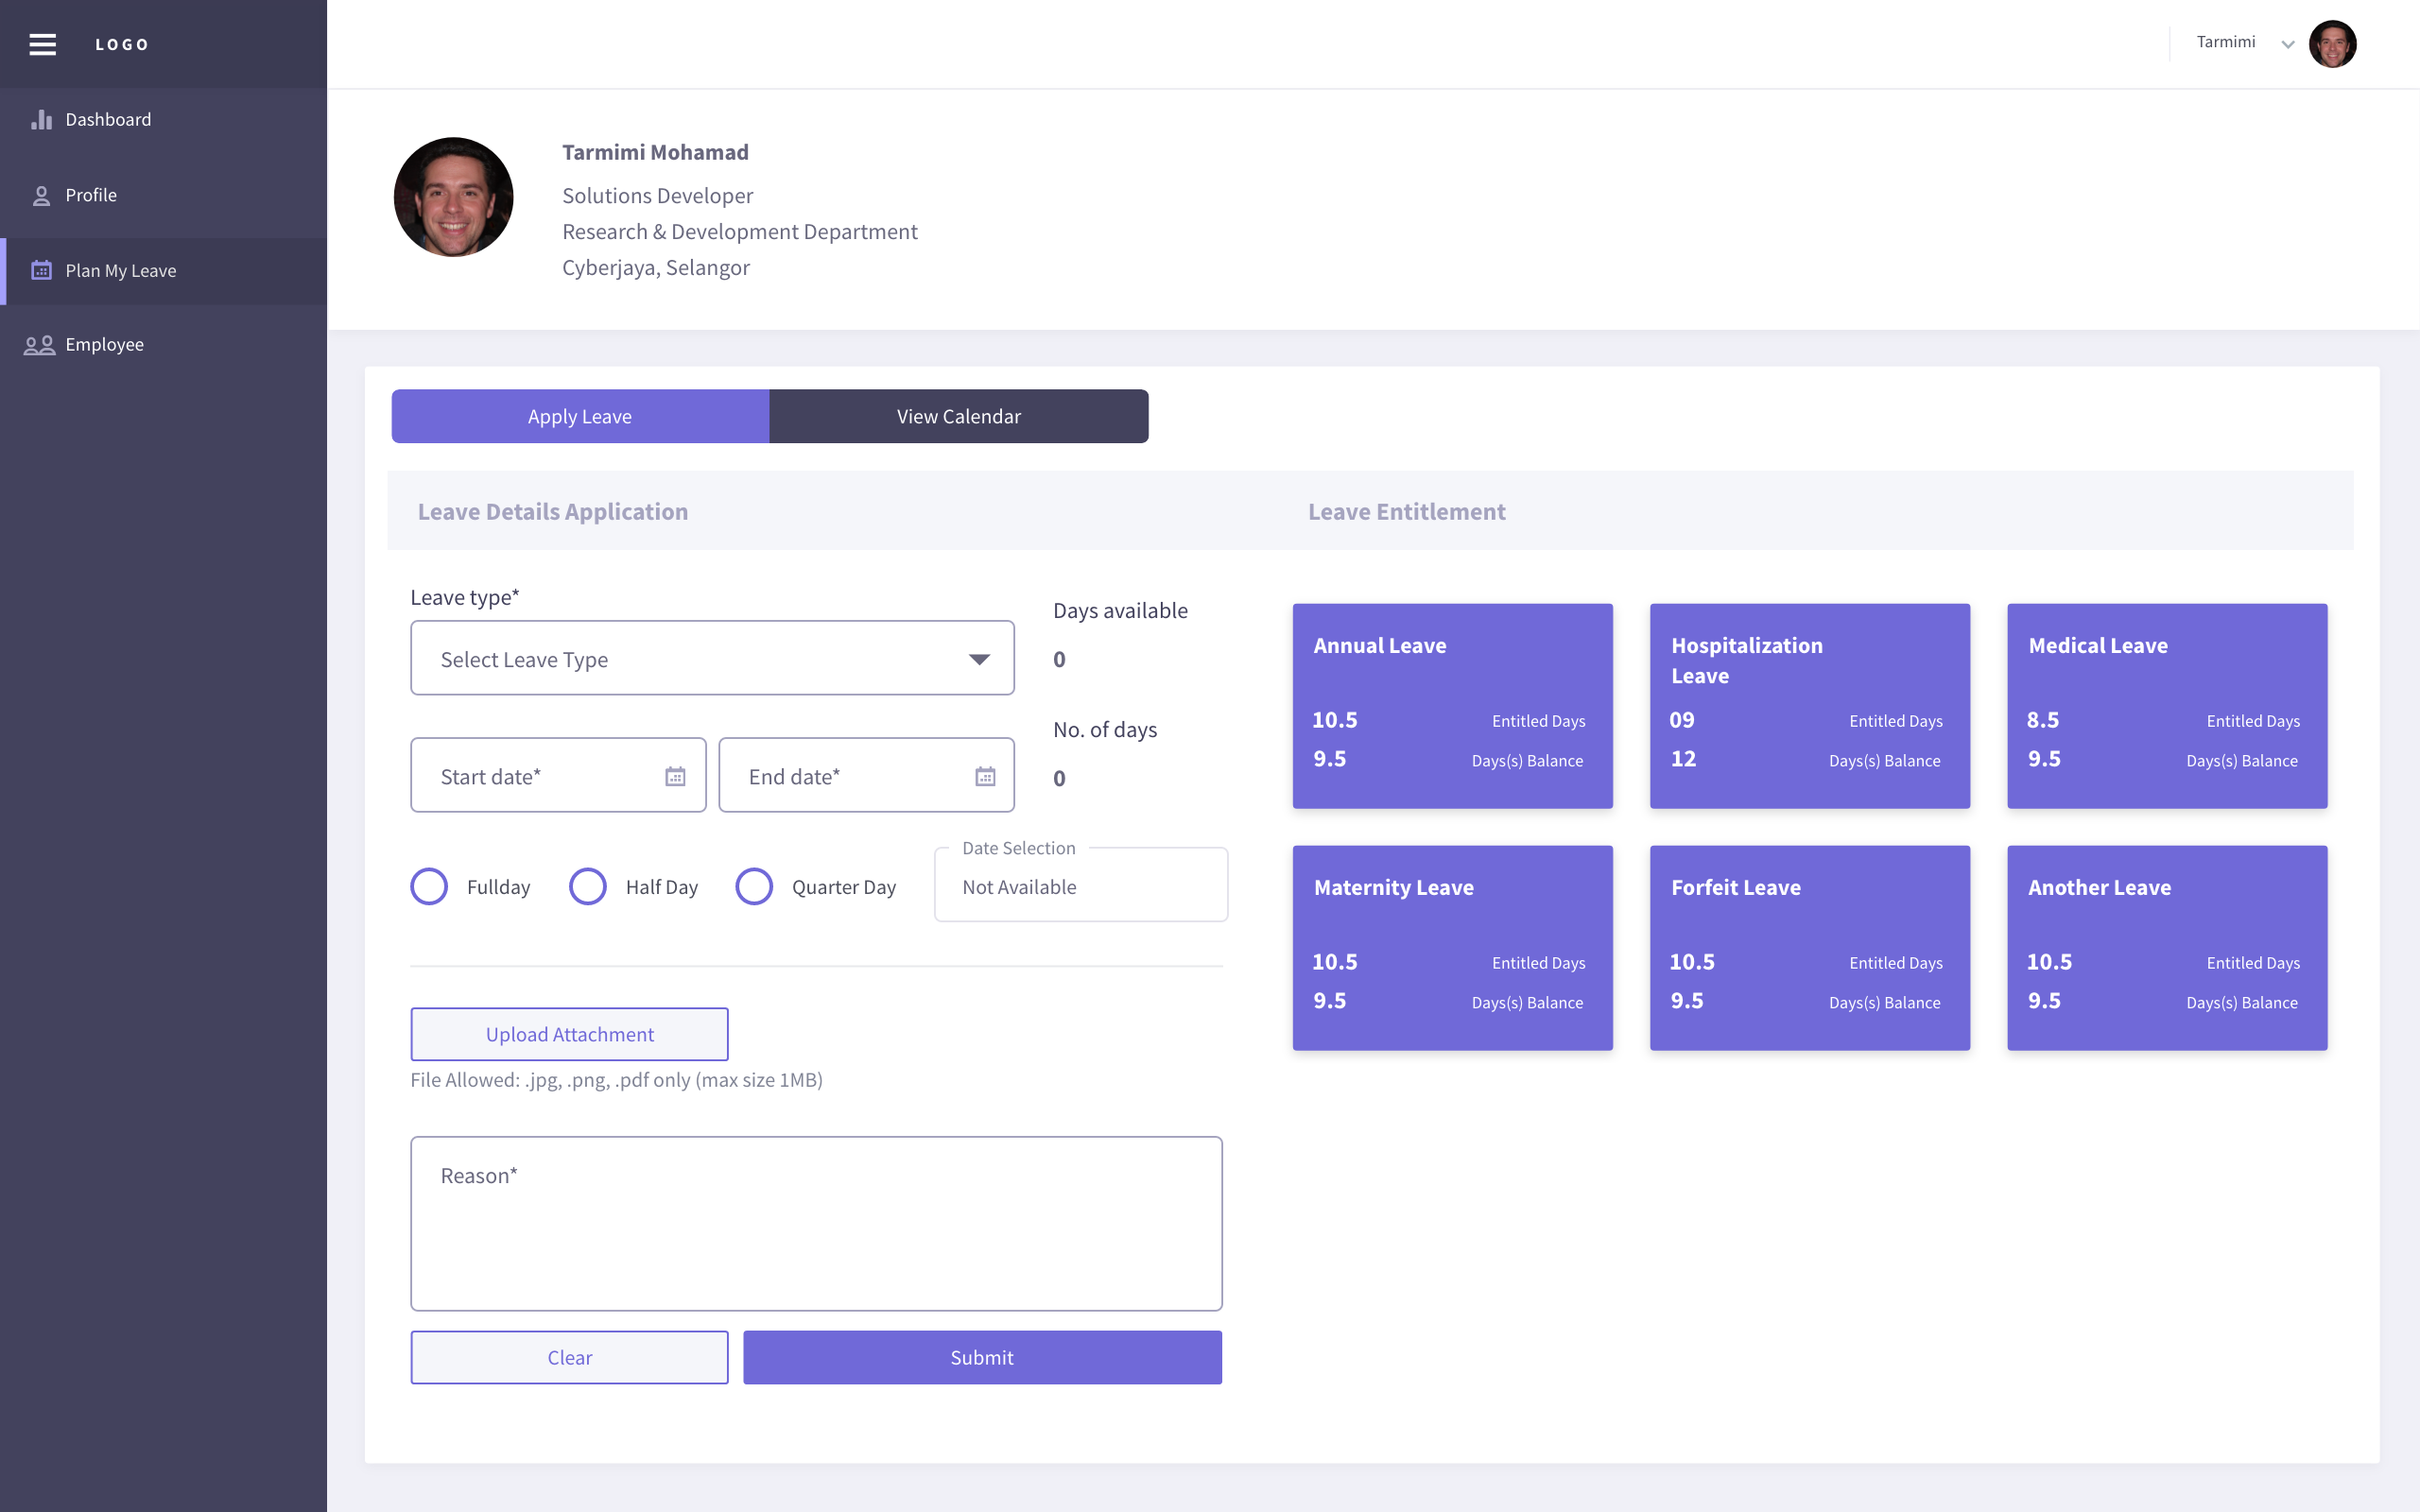 LOGO
Tarmimi
Dashboard
Profile
Plan My Leave
Employee
Tarmimi Mohamad
Solutions Developer
Research & Development Department
Cyberjaya, Selangor
Apply Leave
View Calendar
Leave Details Application
Leave Entitlement
Leave type*
Select Leave Type
Days available
0
Start date*
End date*
No. of days
0
Fullday
Half Day
Quarter Day
Date Selection
Not Available
Upload Attachment
File Allowed: .jpg, .png, .pdf only (max size 1MB)
Reason*
Clear
Submit
Annual Leave
10.5 Entitled Days
9.5 Days(s) Balance
Hospitalization
Leave
09 Entitled Days
12 Days(s) Balance
Medical Leave
8.5 Entitled Days
9.5 Days(s) Balance
Maternity Leave
10.5 Entitled Days
9.5 Days(s) Balance
Forfeit Leave
10.5 Entitled Days
9.5 Days(s) Balance
Another Leave
10.5 Entitled Days
9.5 Days(s) Balance